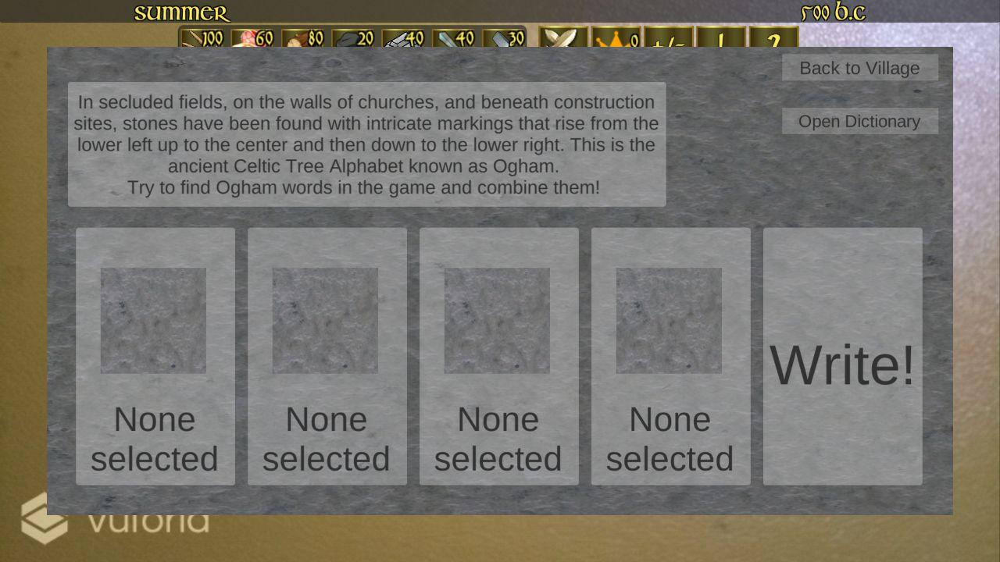 summer
500 b.c
100 60 80 20 40 40 30 0 +/- ! ?
Back to Village
Open Dictionary
In secluded fields, on the walls of churches, and beneath construction
sites, stones have been found with intricate markings that rise from the
lower left up to the center and then down to the lower right. This is the
ancient Celtic Tree Alphabet known as Ogham.
Try to find Ogham words in the game and combine them!
None
selected
None
selected
None
selected
None
selected
Write!
vuforia